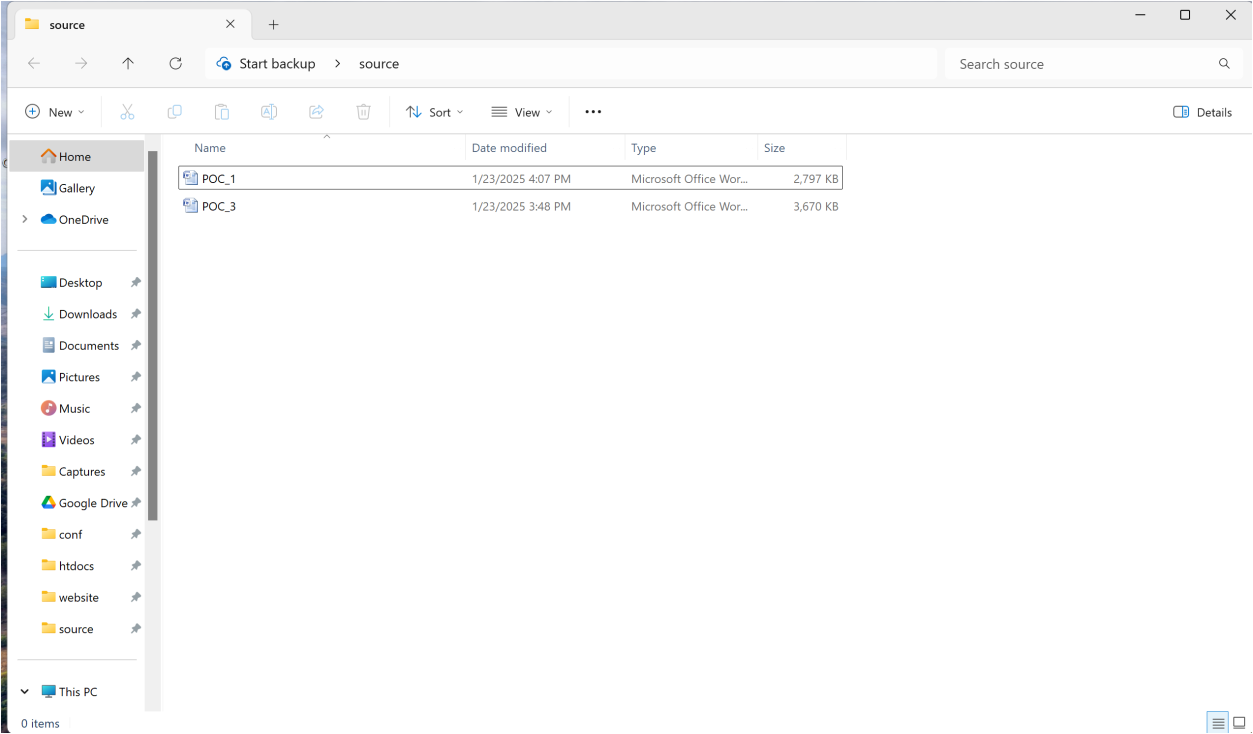 source
Start backup > source
Search source
New
Sort
View
Details
Name Date modified Type Size
POC_1 1/23/2025 4:07 PM Microsoft Office Wor... 2,797 KB
POC_3 1/23/2025 3:48 PM Microsoft Office Wor... 3,670 KB
Home
Gallery
OneDrive
Desktop
Downloads
Documents
Pictures
Music
Videos
Captures
Google Drive
conf
htdocs
website
source
This PC
0 items